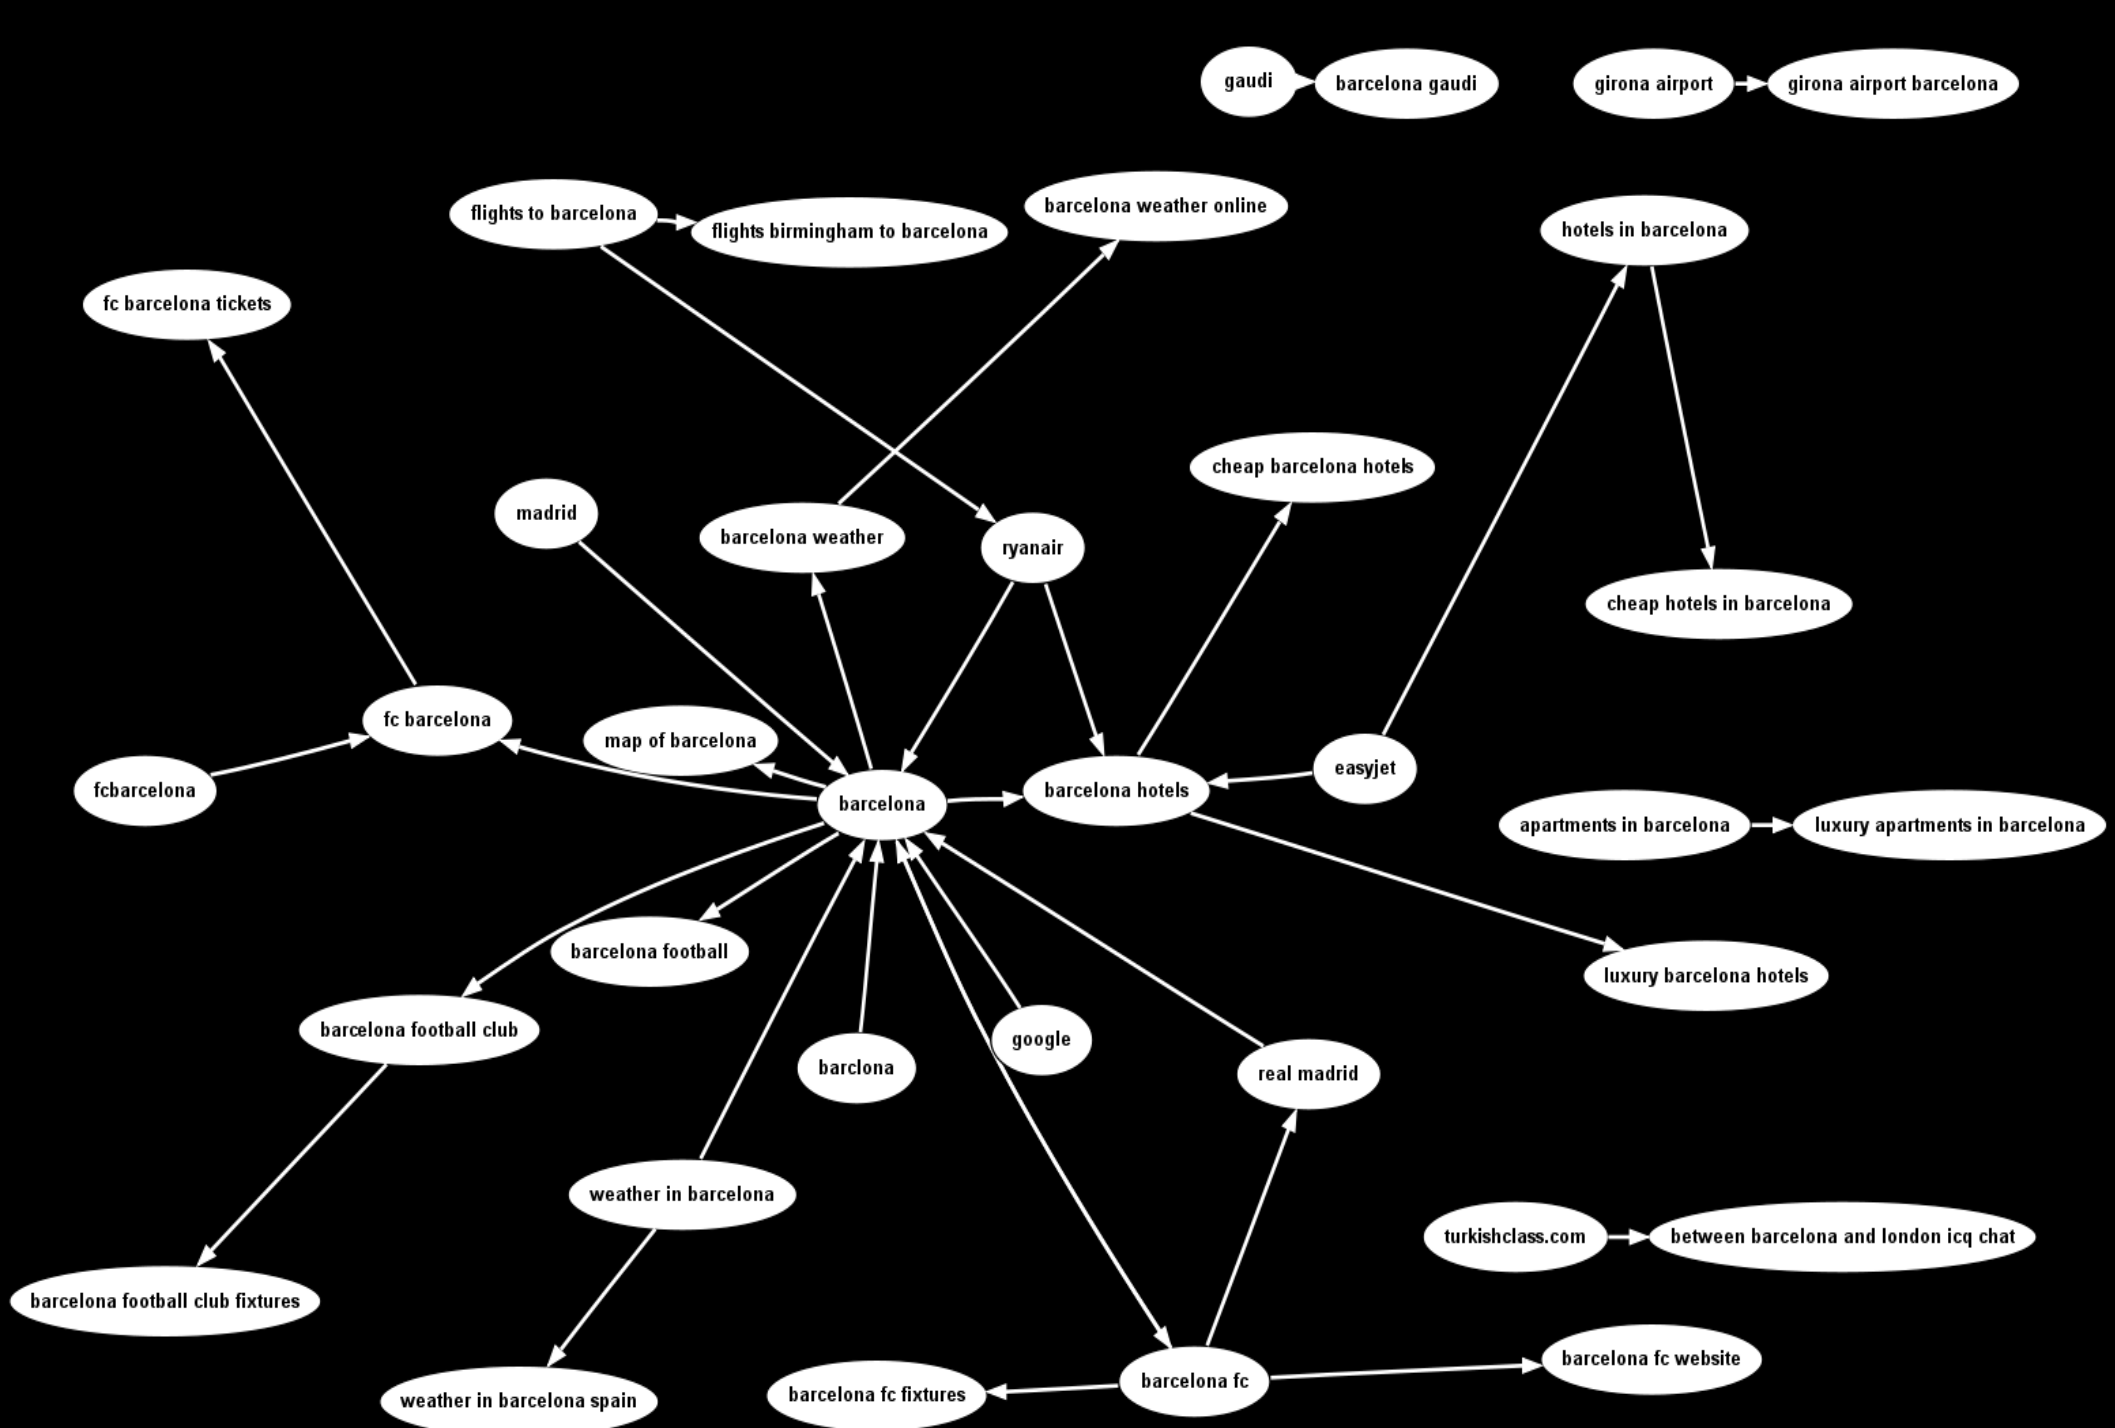 gaudi
barcelona gaudi
girona airport
girona airport barcelona
flights to barcelona
flights birmingham to barcelona
barcelona weather online
hotels in barcelona
fc barcelona tickets
cheap barcelona hotels
madrid
barcelona weather
ryanair
cheap hotels in barcelona
fc barcelona
map of barcelona
easyjet
fcbarcelona
barcelona
barcelona hotels
apartments in barcelona
luxury apartments in barcelona
barcelona football
luxury barcelona hotels
barcelona football club
barclona
google
real madrid
weather in barcelona
turkishclass.com
between barcelona and london icq chat
barcelona football club fixtures
barcelona fc website
weather in barcelona spain
barcelona fc fixtures
barcelona fc